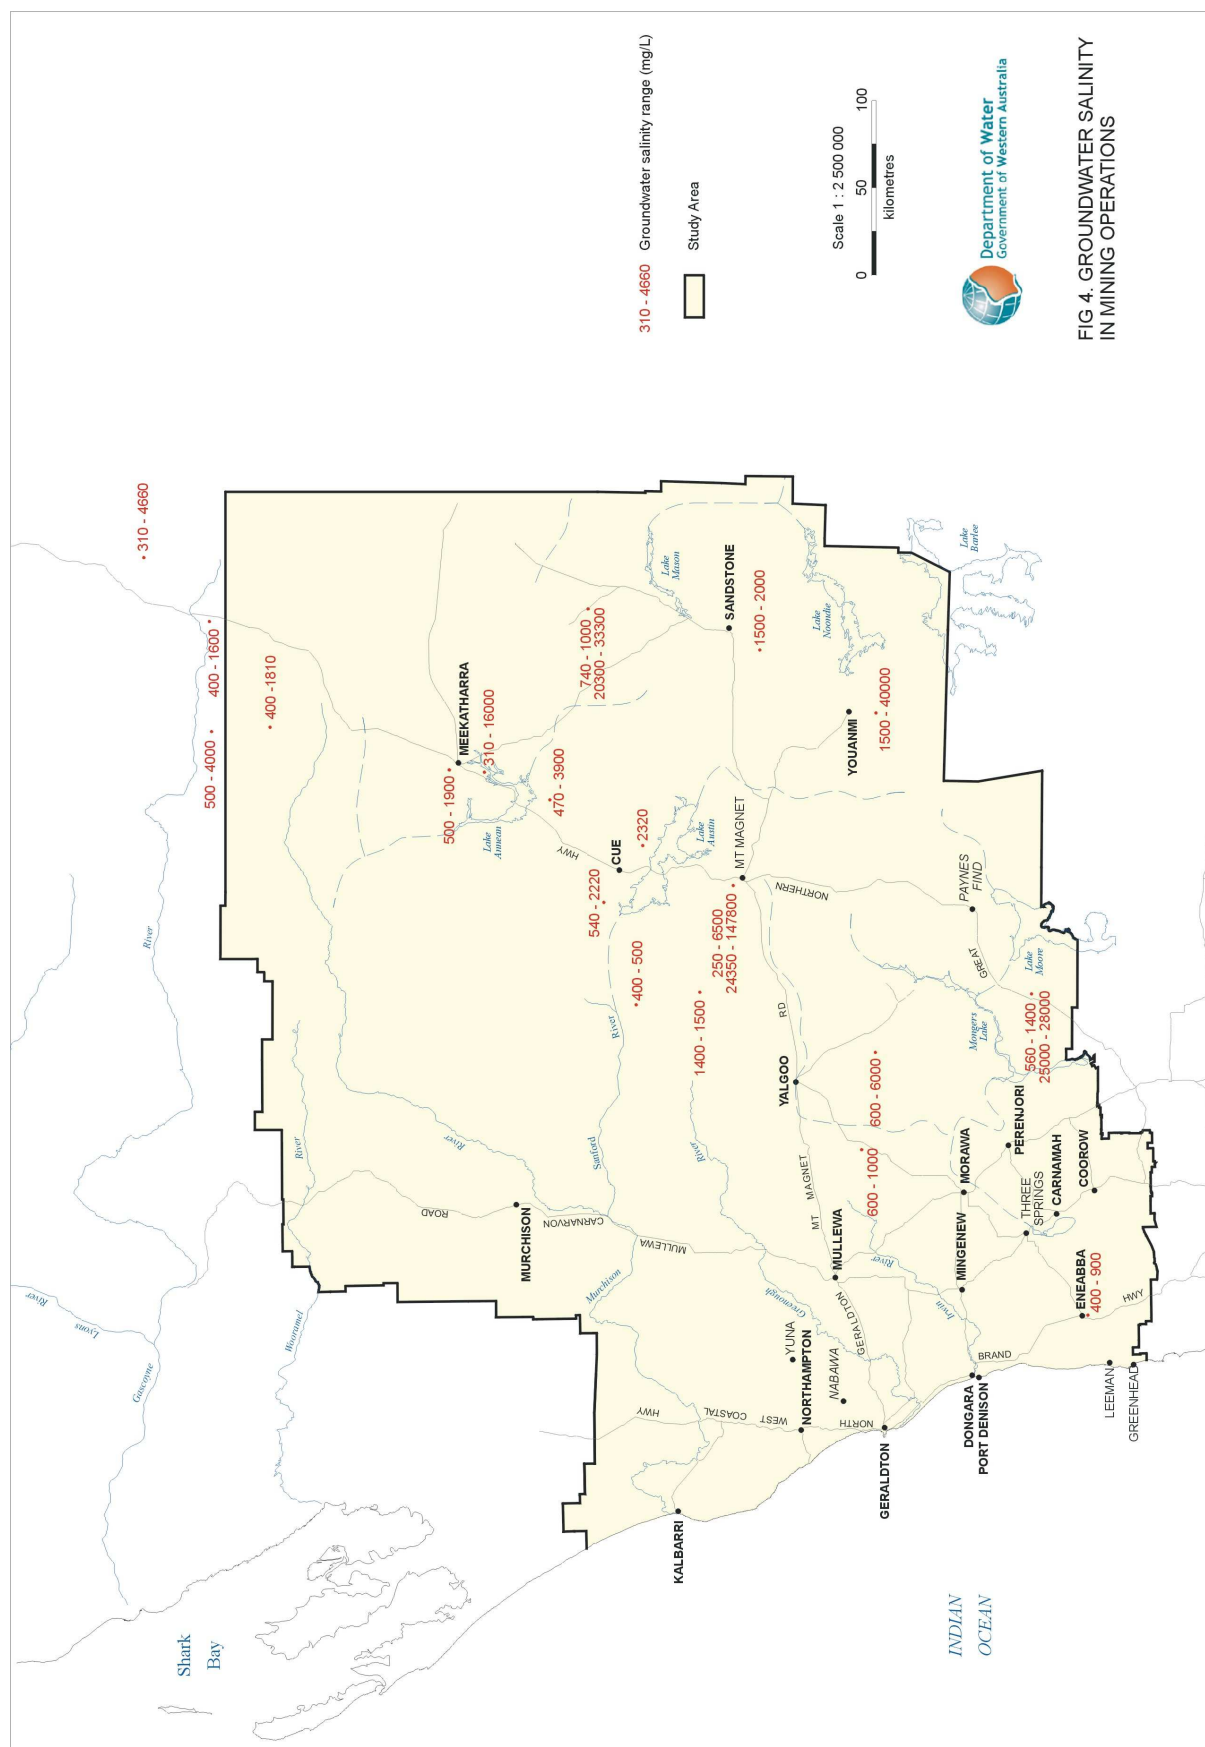 310 - 4660
400 - 1600
500 - 4000
400 -1810
River
MEEKATHARRA
500 - 1900
310 - 16000
Lake
Annean
470 - 3900
740 - 1000
20300 - 33300
Lake
Mason
SANDSTONE
1500 - 2000
Lake
Noondie
Lake
Barlee
YOUANMI
1500 - 40000
HWY
CUE
2320
540 - 2220
Lake
Austin
MT MAGNET
250 - 6500
24350 - 147800
400 - 500
1400 - 1500
NORTHERN
PAYNES
FIND
GREAT
Lake
Moore
Mongers
Lake
560 - 1400
25000 - 28000
RD
YALGOO
600 - 6000
600 - 1000
River
River
River
Sanford
River
ROAD
MURCHISON
CARNARVON
MULLEWA
Murchison
Greenough
MT MAGNET
MULLEWA
GERALDTON
River
Irwin
MORAWA
PERENJORI
THREE
SPRINGS
CARNAMAH
COOROW
MINGENEW
ENEABBA
400 - 900
HWY
BRAND
YUNA
NORTHAMPTON
NABAWA
HWY
COASTAL
WEST
NORTH
GERALDTON
DONGARA
PORT DENISON
LEEMAN
GREENHEAD
KALBARRI
River
Lyons
Gascoyne
Wooramel
Shark
Bay
INDIAN
OCEAN
310 - 4660 Groundwater salinity range (mg/L)
Study Area
Scale 1 : 2 500 000
0 50 100
kilometres
Department of Water
Government of Western Australia
FIG 4. GROUNDWATER SALINITY
IN MINING OPERATIONS